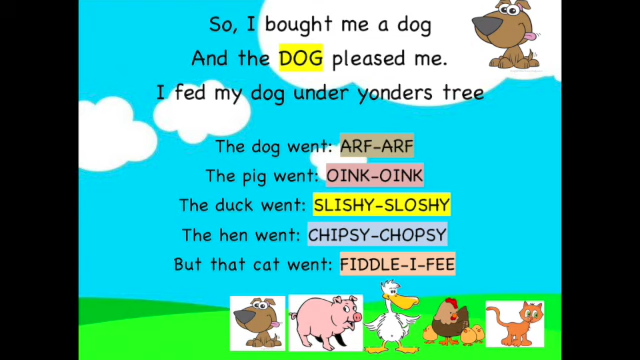 So, I bought me a dog
And the DOG pleased me.
I fed my dog under yonders tree
The dog went: ARF-ARF
The pig went: OINK-OINK
The duck went: SLISHY-SLOSHY
The hen went: CHIPSY-CHOPSY
But that cat went: FIDDLE-I-FEE